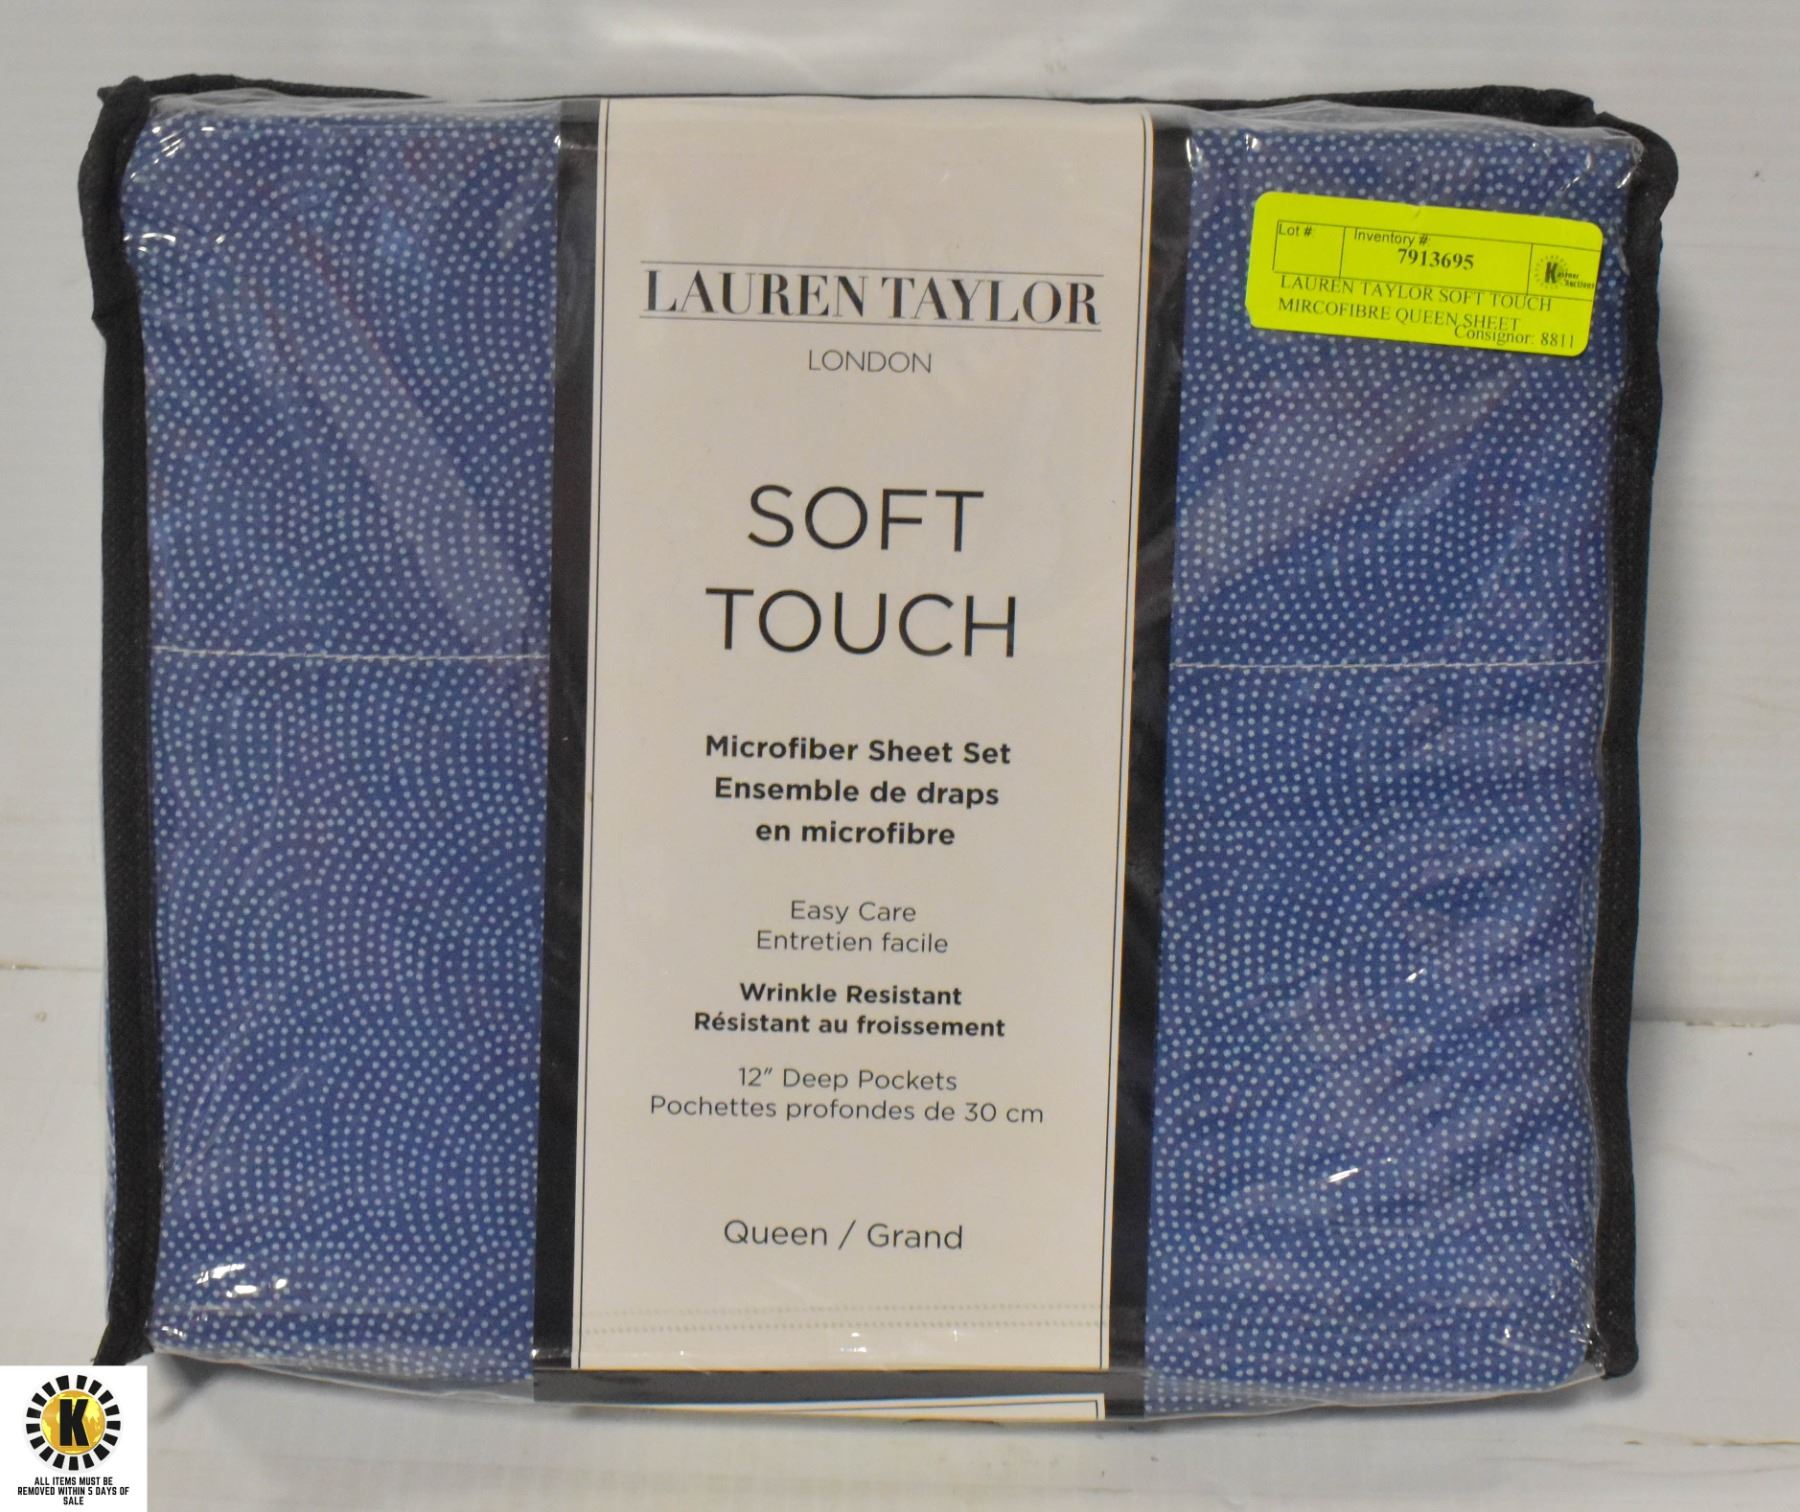 LAUREN TAYLOR
LONDON
SOFT
TOUCH
Microfiber Sheet Set
Ensemble de draps
en microfibre
Easy Care
Entretien facile
Wrinkle Resistant
Résistant au froissement
12" Deep Pockets
Pochettes profondes de 30 cm
Queen / Grand
Lot #:
Inventory #:
7913695
Kastner
Auctions
LAUREN TAYLOR SOFT TOUCH
MIRCOFIBRE QUEEN SHEET
Consignor: 8811
K
ALL ITEMS MUST BE
REMOVED WITHIN 5 DAYS OF
SALE